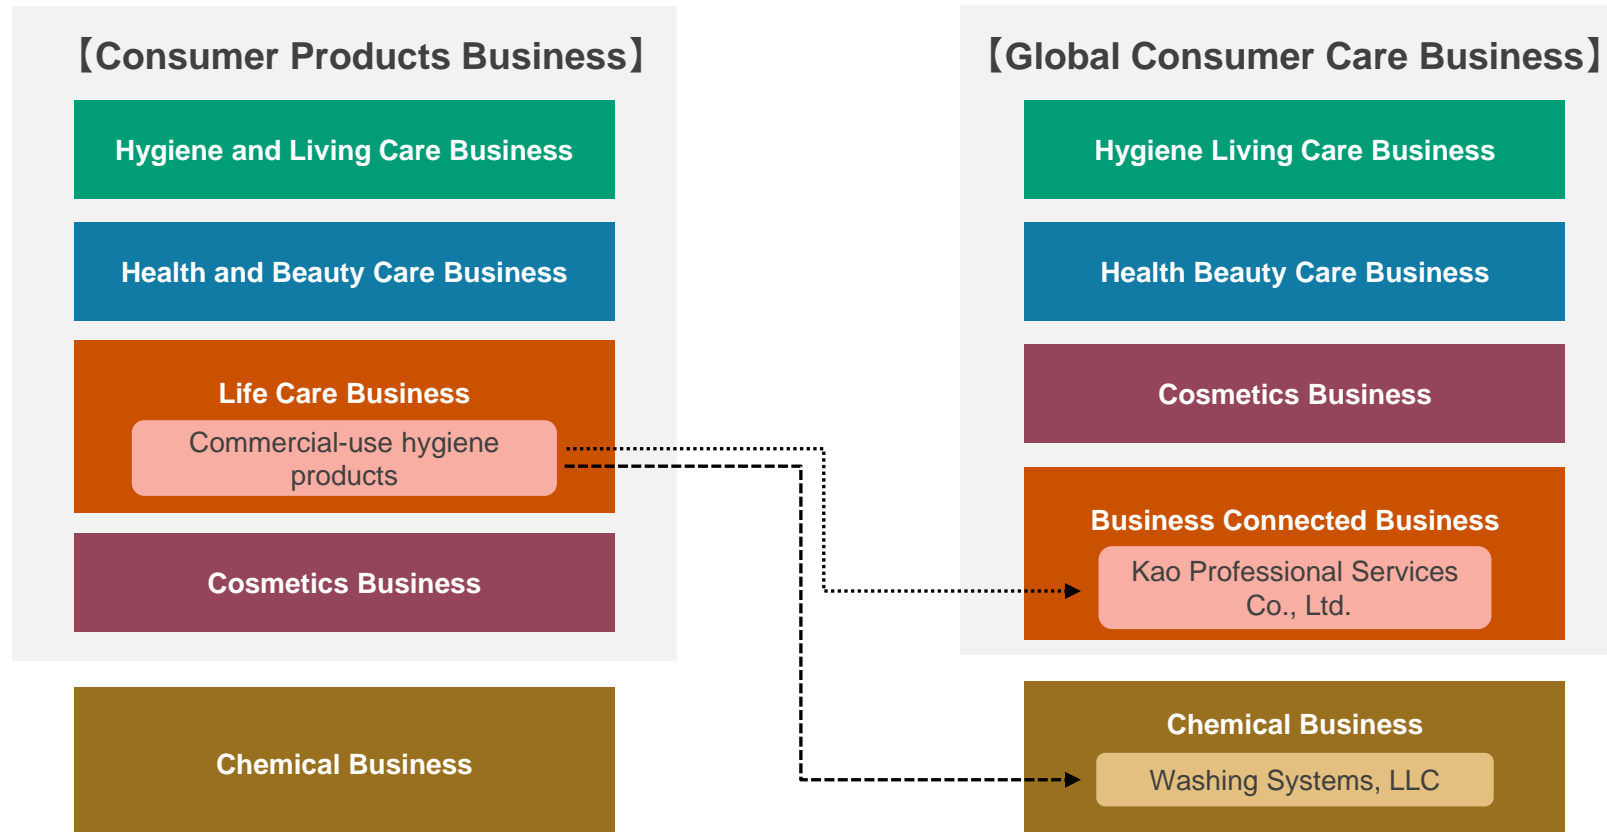 【Consumer Products Business】
Hygiene and Living Care Business
Health and Beauty Care Business
Life Care Business
Commercial-use hygiene
products
Cosmetics Business
Chemical Business
【Global Consumer Care Business】
Hygiene Living Care Business
Health Beauty Care Business
Cosmetics Business
Business Connected Business
Kao Professional Services
Co., Ltd.
Chemical Business
Washing Systems, LLC